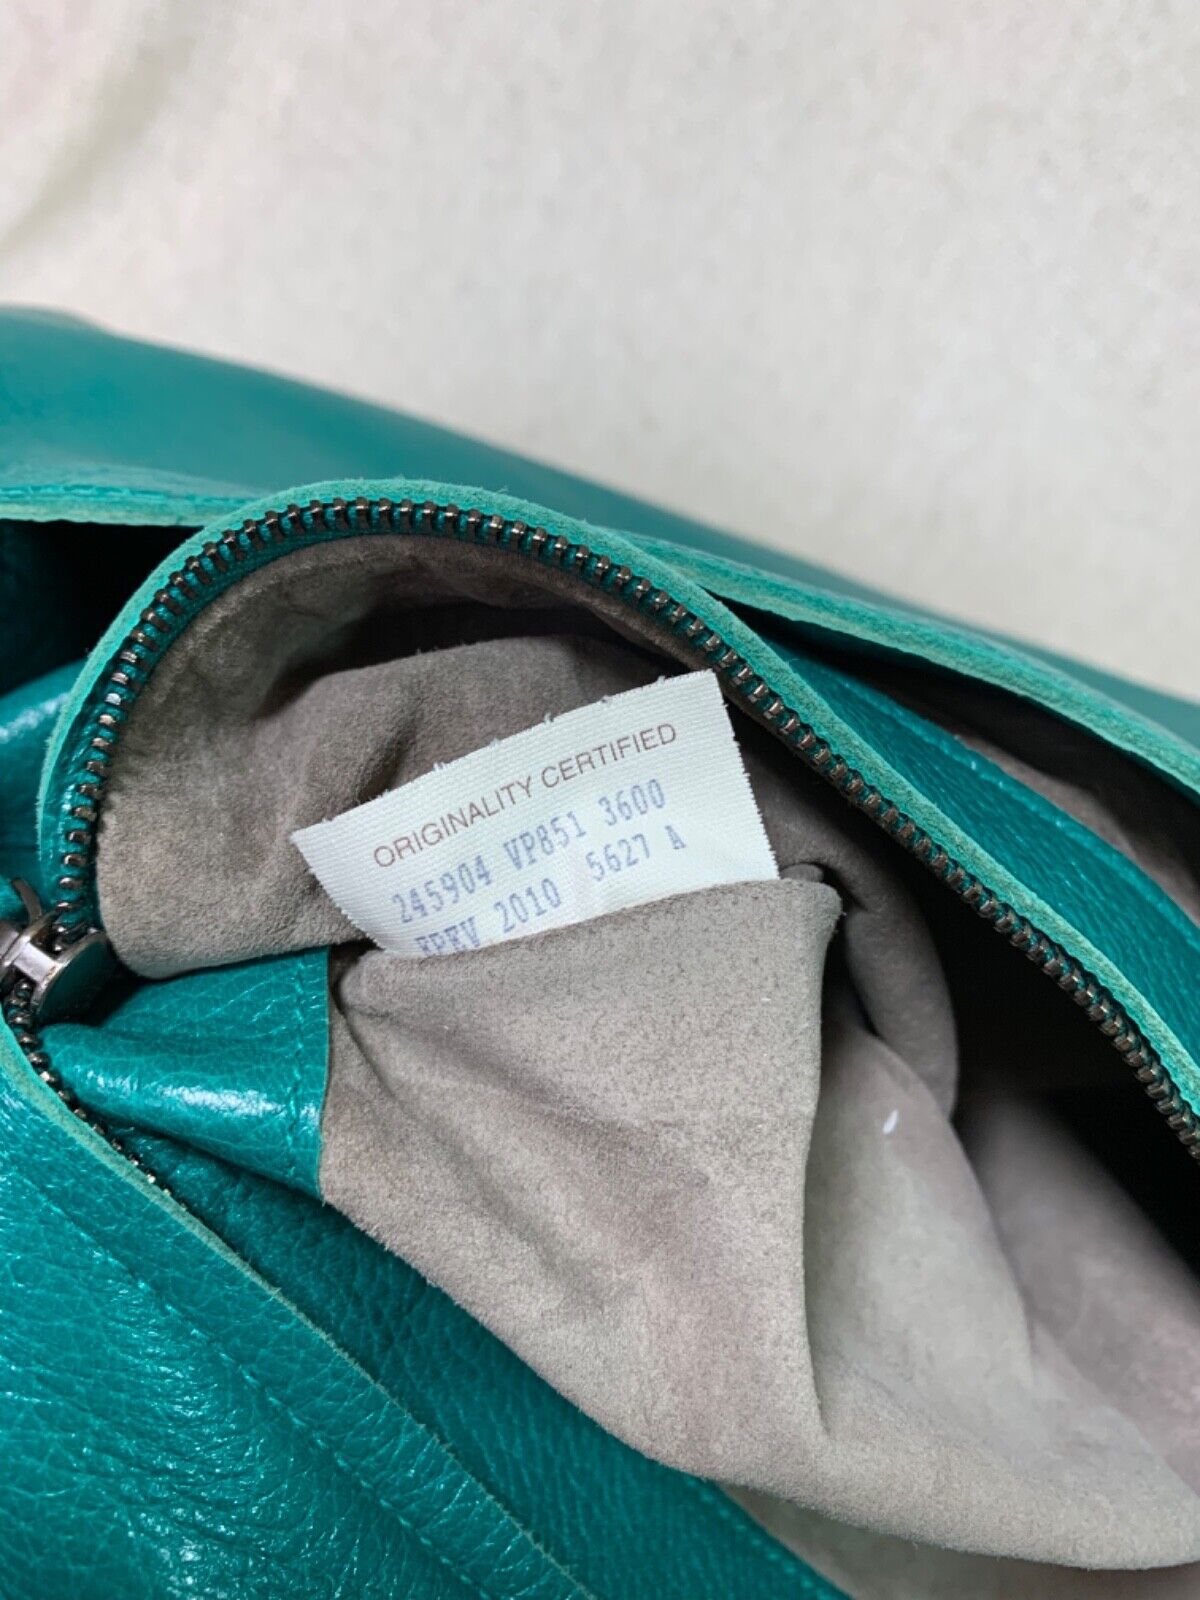 ORIGINALITY CERTIFIED
245904 VP851 3600
2010 5627 A